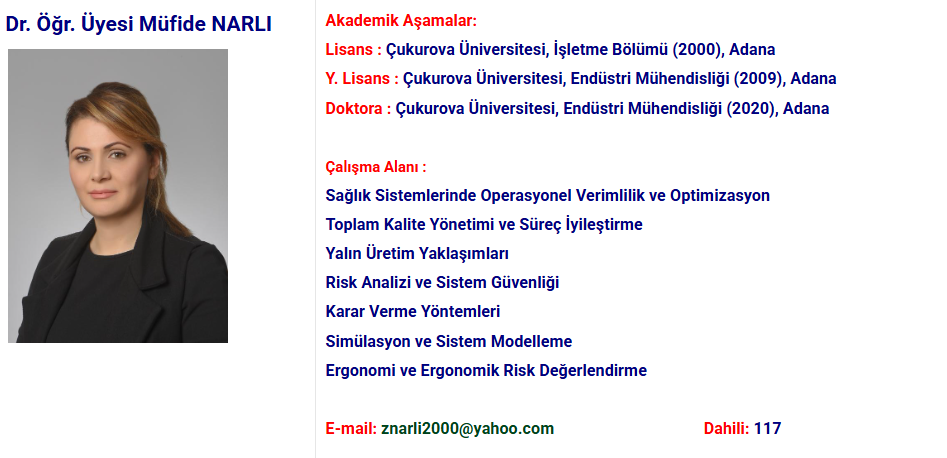 Dr. Öğr. Üyesi Müfide NARLI
Akademik Aşamalar:
Lisans : Çukurova Üniversitesi, İşletme Bölümü (2000), Adana
Y. Lisans : Çukurova Üniversitesi, Endüstri Mühendisliği (2009), Adana
Doktora : Çukurova Üniversitesi, Endüstri Mühendisliği (2020), Adana
Çalışma Alanı :
Sağlık Sistemlerinde Operasyonel Verimlilik ve Optimizasyon
Toplam Kalite Yönetimi ve Süreç İyileştirme
Yalın Üretim Yaklaşımları
Risk Analizi ve Sistem Güvenliği
Karar Verme Yöntemleri
Simülasyon ve Sistem Modelleme
Ergonomi ve Ergonomik Risk Değerlendirme
E-mail: znarli2000@yahoo.com Dahili: 117